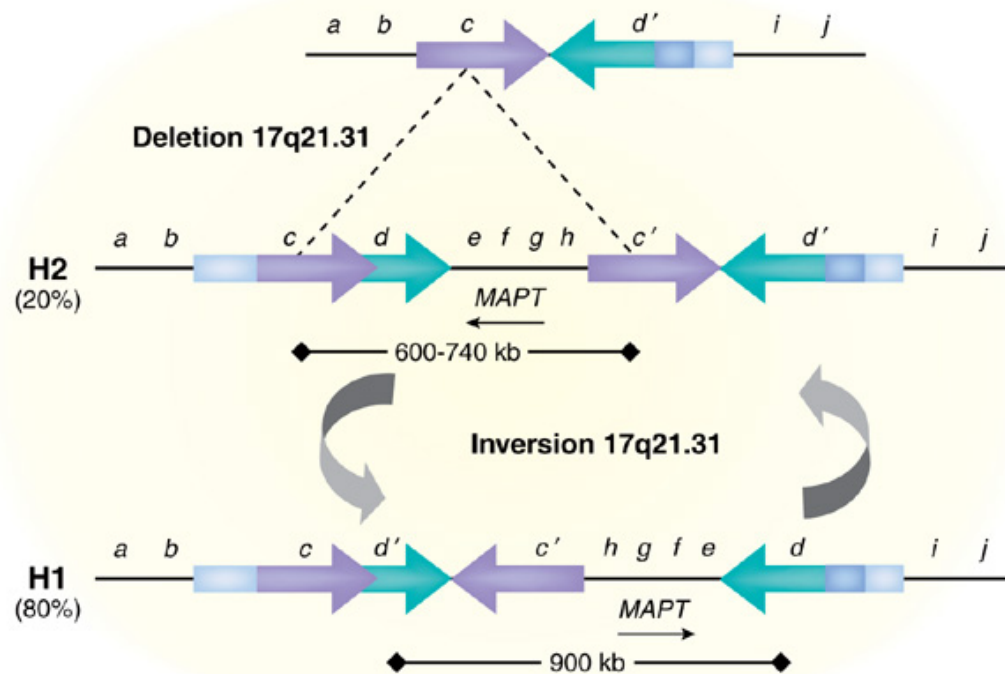 a b c d′ i j
Deletion 17q21.31
a b c d e f g h c′ d′ i j
H2
(20%)
MAPT
600-740 kb
Inversion 17q21.31
a b c d′ c′ h g f e d i j
H1
(80%)
MAPT
900 kb